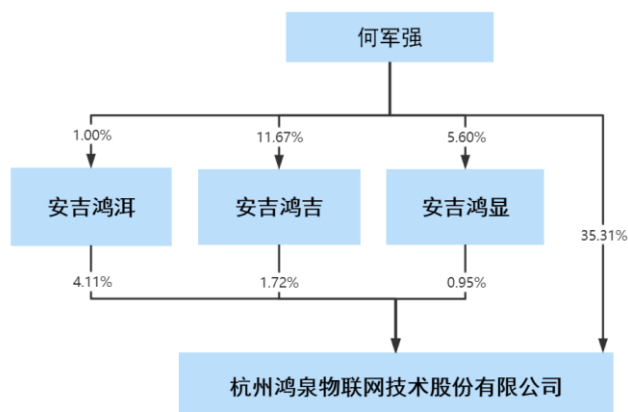 何军强
1.00%
11.67%
5.60%
安吉鸿洱
安吉鸿吉
安吉鸿显
35.31%
4.11%
1.72%
0.95%
杭州鸿泉物联网技术股份有限公司